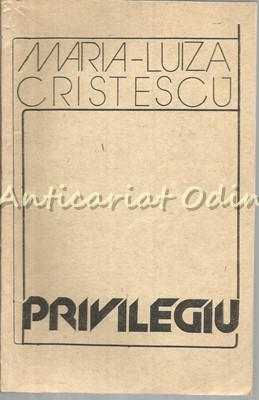 MARIA-LUIZA
CRISTESCU
Anticariat Odin
PRIVILEGIU